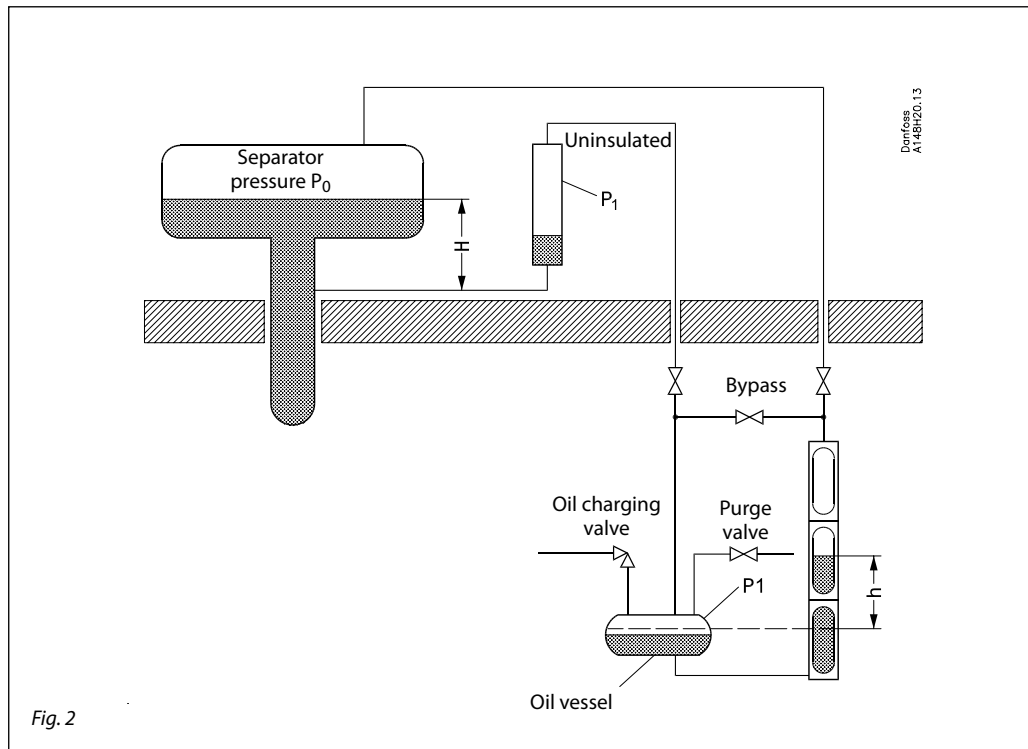 Danfoss
A148H20.13
Uninsulated
Separator
pressure P0
P1
H
Bypass
Oil charging
valve
Purge
valve
P1
h
Oil vessel
Fig. 2